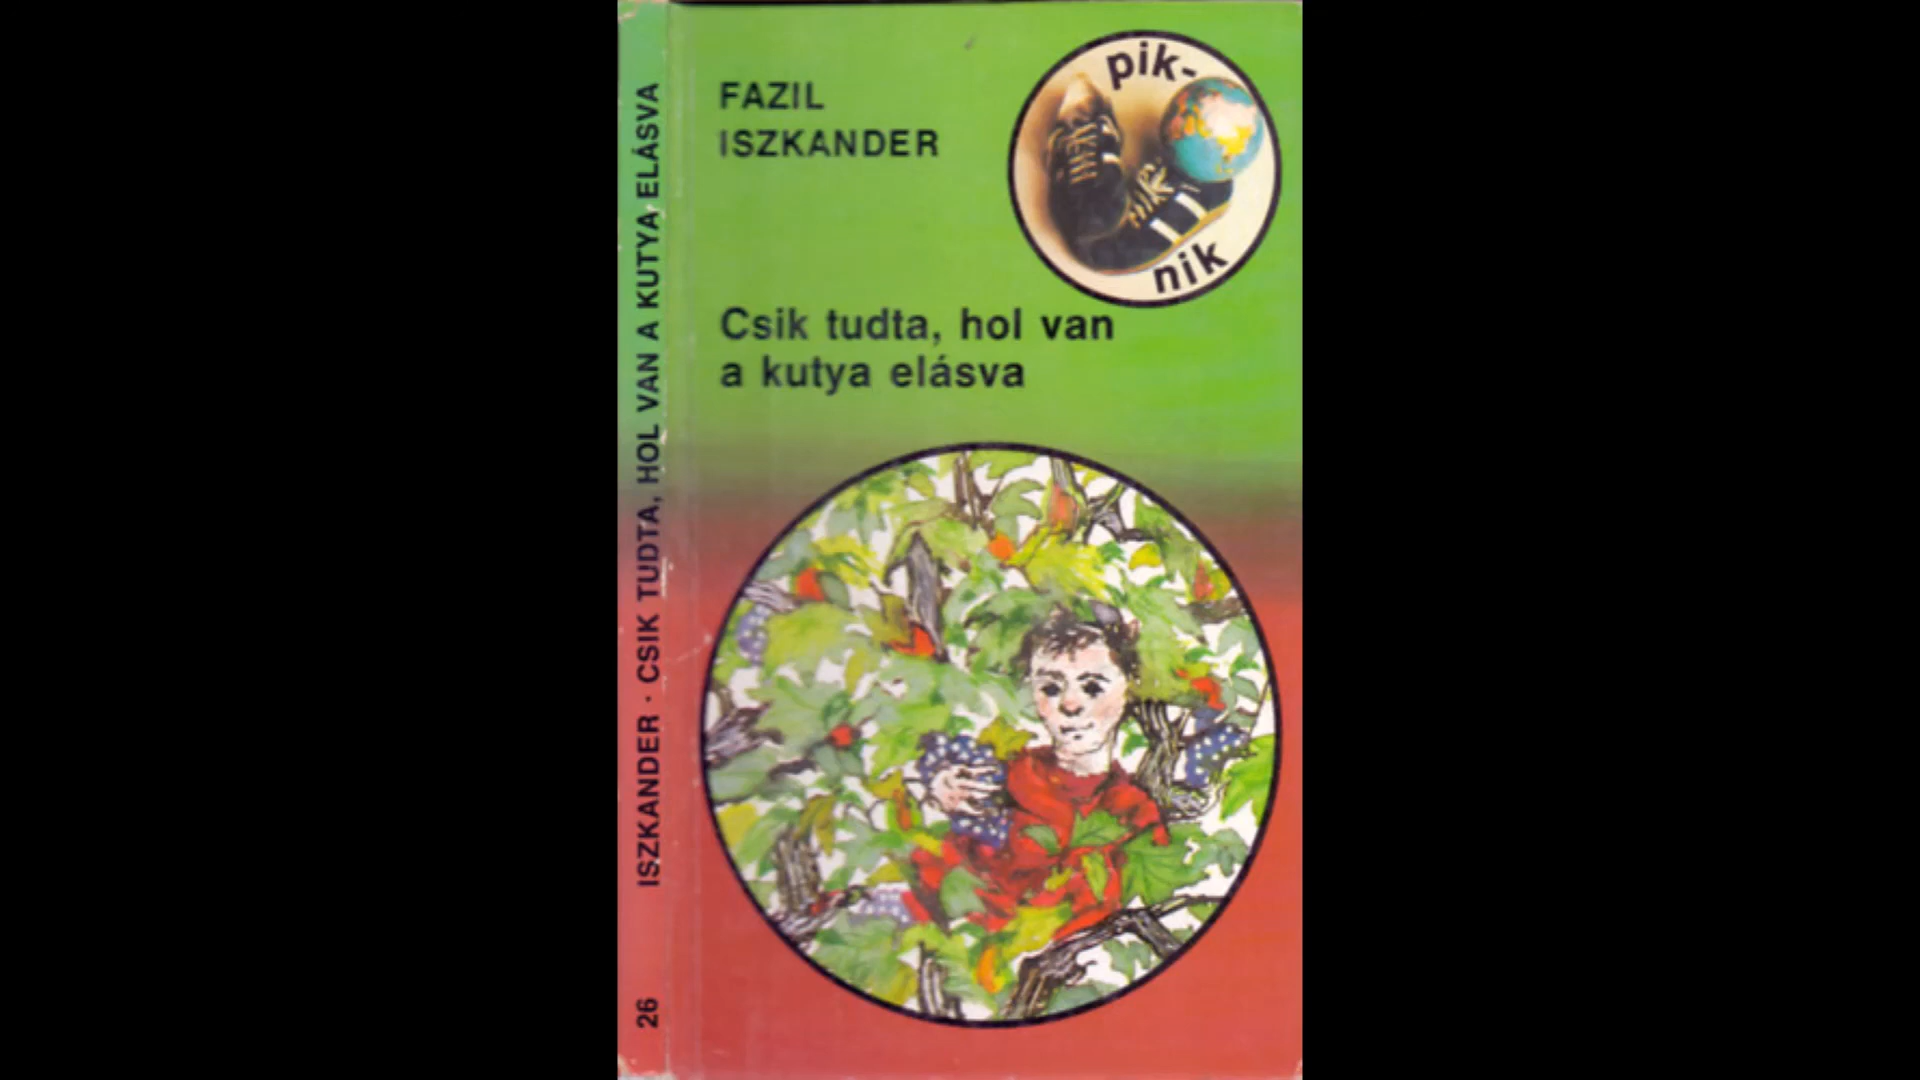 ISZKANDER · CSIK TUDTA, HOL VAN A KUTYA ELÁSVA
26
FAZIL
ISZKANDER
pik-
nik
Csik tudta, hol van
a kutya elásva